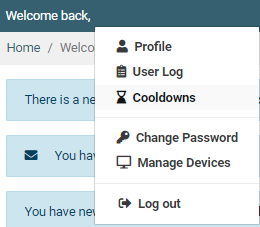 Welcome back,
Home / Welco
There is a ne
You hav
You have nev
Profile
User Log
Cooldowns
Change Password
Manage Devices
Log out